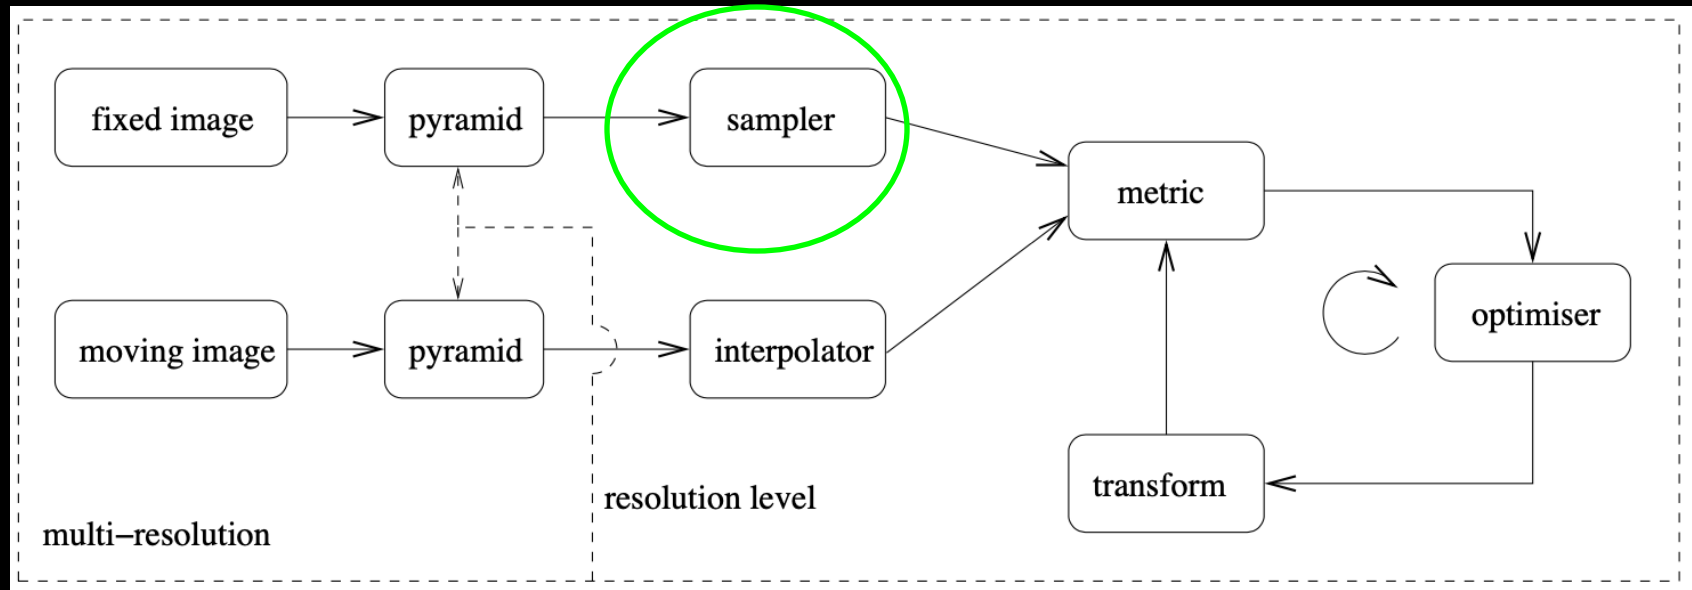 fixed image
pyramid
sampler
metric
optimiser
moving image
pyramid
interpolator
transform
resolution level
multi−resolution